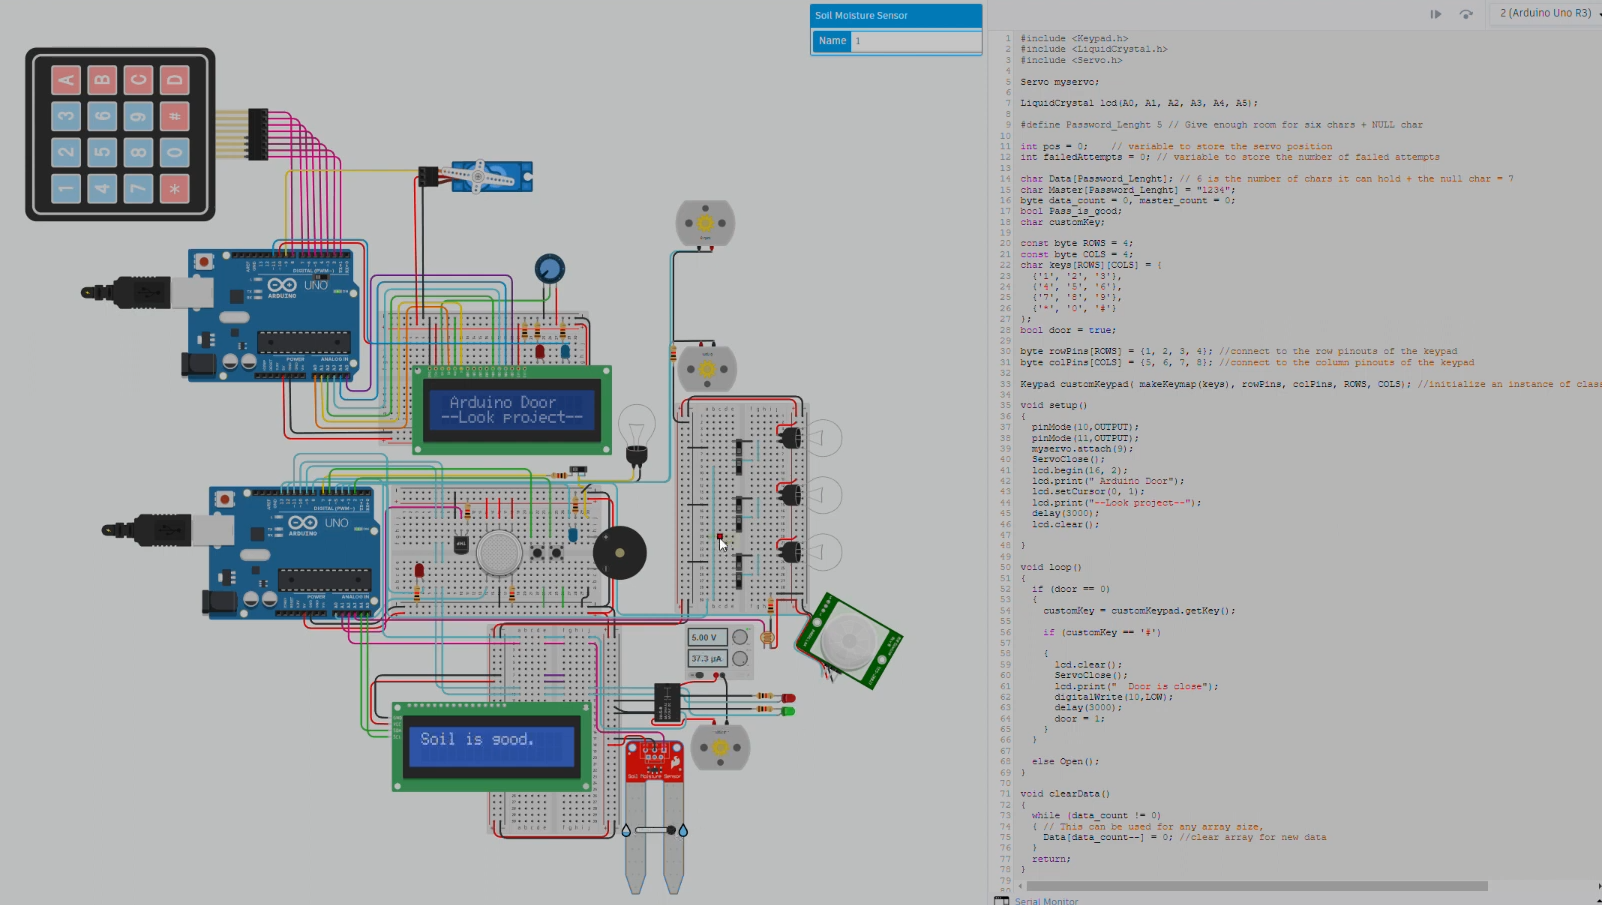 Soil Moisture Sensor
Name 1
2 (Arduino Uno R3)
A B C D
3 6 9 #
2 5 8 0
1 4 7 *
DIGITAL (PWM~)
UNO
ARDUINO
POWER ANALOG IN
Arduino Door
--Look project--
DIGITAL (PWM~)
UNO
ARDUINO
POWER ANALOG IN
5.00 V
37.3 µA
Soil is good.
Soil Moisture Sensor
1 #include <Keypad.h>
2 #include <LiquidCrystal.h>
3 #include <Servo.h>
4
5 Servo myservo;
6
7 LiquidCrystal lcd(A0, A1, A2, A3, A4, A5);
8
9 #define Password_Lenght 5 // Give enough room for six chars + NULL char
10
11 int pos = 0;    // variable to store the servo position
12 int failedAttempts = 0; // variable to store the number of failed attempts
13
14 char Data[Password_Lenght]; // 6 is the number of chars it can hold + the null char = 7
15 char Master[Password_Lenght] = "1234";
16 byte data_count = 0, master_count = 0;
17 bool Pass_is_good;
18 char customKey;
19
20 const byte ROWS = 4;
21 const byte COLS = 4;
22 char keys[ROWS][COLS] = {
23   {'1', '2', '3'},
24   {'4', '5', '6'},
25   {'7', '8', '9'},
26   {'*', '0', '#'}
27 };
28 bool door = true;
29
30 byte rowPins[ROWS] = {1, 2, 3, 4}; //connect to the row pinouts of the keypad
31 byte colPins[COLS] = {5, 6, 7, 8}; //connect to the column pinouts of the keypad
32
33 Keypad customKeypad( makeKeymap(keys), rowPins, colPins, ROWS, COLS); //initialize an instance of clas
34
35 void setup()
36 {
37   pinMode(10,OUTPUT);
38   pinMode(11,OUTPUT);
39   myservo.attach(9);
40   ServoClose();
41   lcd.begin(16, 2);
42   lcd.print(" Arduino Door");
43   lcd.setCursor(0, 1);
44   lcd.print("--Look project--");
45   delay(3000);
46   lcd.clear();
47
48 }
49
50 void loop()
51 {
52   if (door == 0)
53   {
54     customKey = customKeypad.getKey();
55
56     if (customKey == '#')
57
58     {
59       lcd.clear();
60       ServoClose();
61       lcd.print("  Door is close");
62       digitalWrite(10,LOW);
63       delay(3000);
64       door = 1;
65     }
66   }
67
68   else Open();
69 }
70
71 void clearData()
72 {
73   while (data_count != 0)
74   { // This can be used for any array size,
75     Data[data_count--] = 0; //clear array for new data
76   }
77   return;
78 }
79
80
Serial Monitor